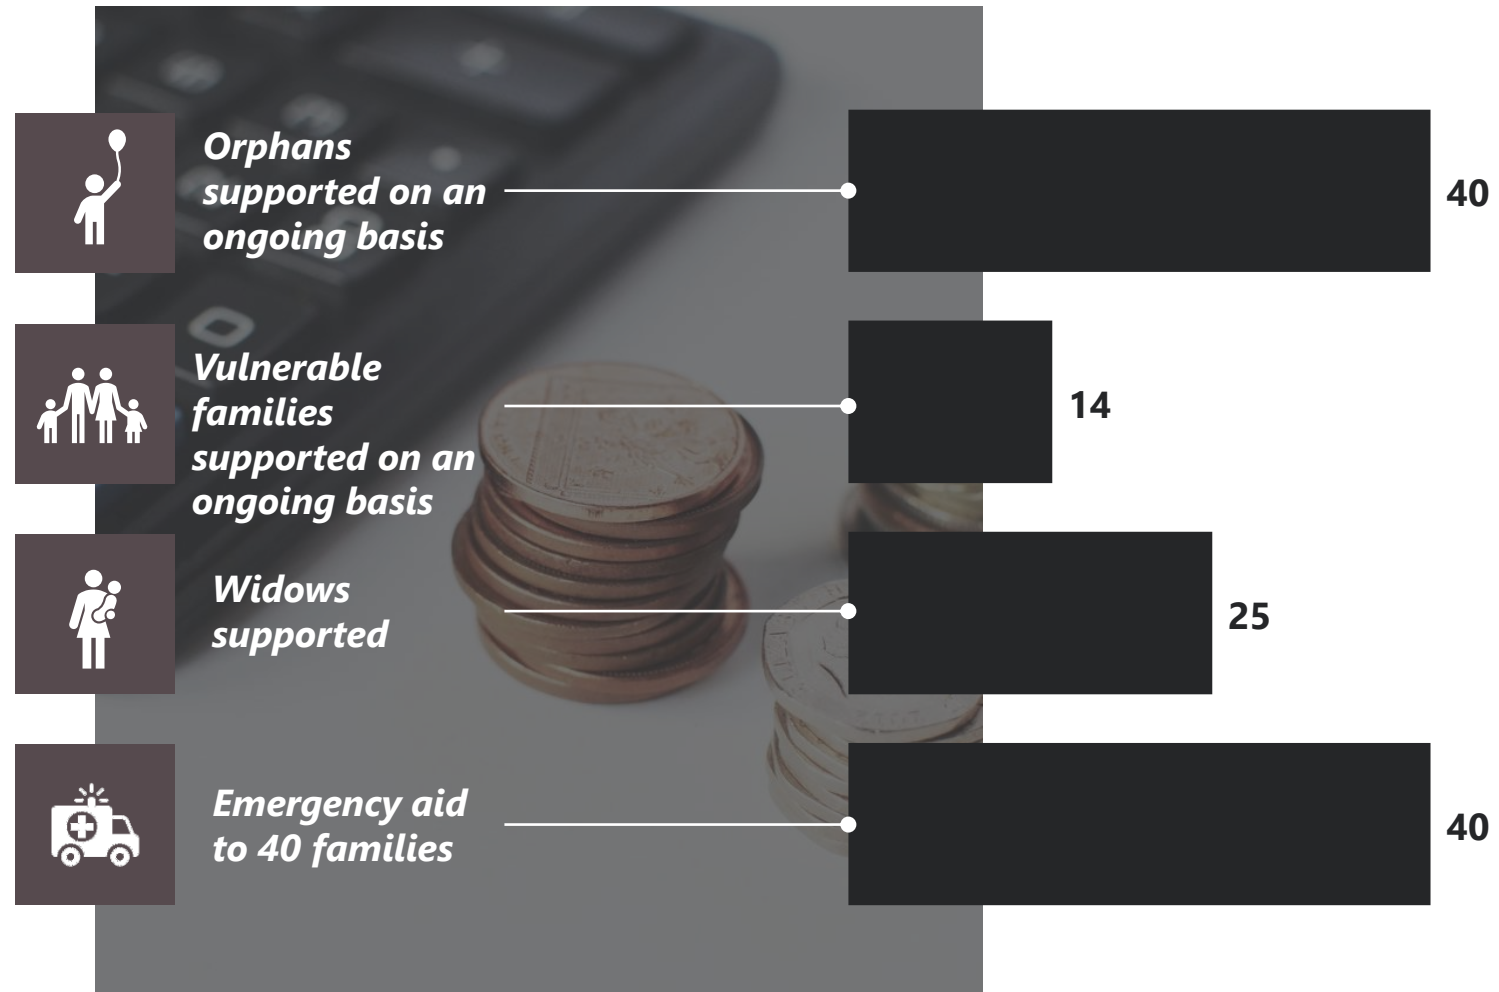 Orphans
supported on an
ongoing basis
40
Vulnerable
families
supported on an
ongoing basis
14
Widows
supported
25
Emergency aid
to 40 families
40